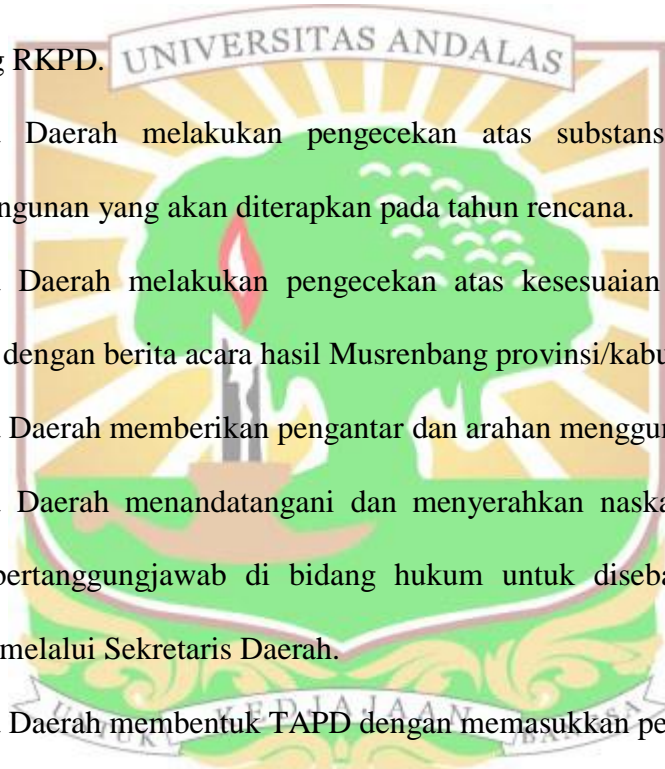 g RKPD.
UNIVERSITAS ANDALAS
Daerah melakukan pengecekan atas substans
ngunan yang akan diterapkan pada tahun rencana.
Daerah melakukan pengecekan atas kesesuaian
dengan berita acara hasil Musrenbang provinsi/kabu
Daerah memberikan pengantar dan arahan menggu
Daerah menandatangani dan menyerahkan naska
bertanggungjawab di bidang hukum untuk diseba
melalui Sekretaris Daerah.
Daerah membentuk TAPD dengan memasukkan pe
UNTUK KEDJAJAAN BANGSA